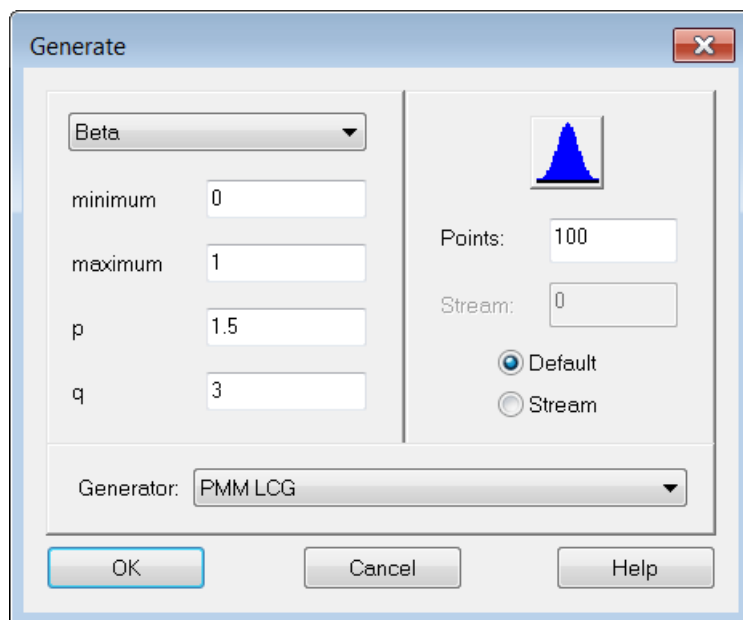 Generate
Beta
minimum 0
maximum 1
p 1.5
q 3
Points: 100
Stream: 0
Default
Stream
Generator: PMM LCG
OK Cancel Help